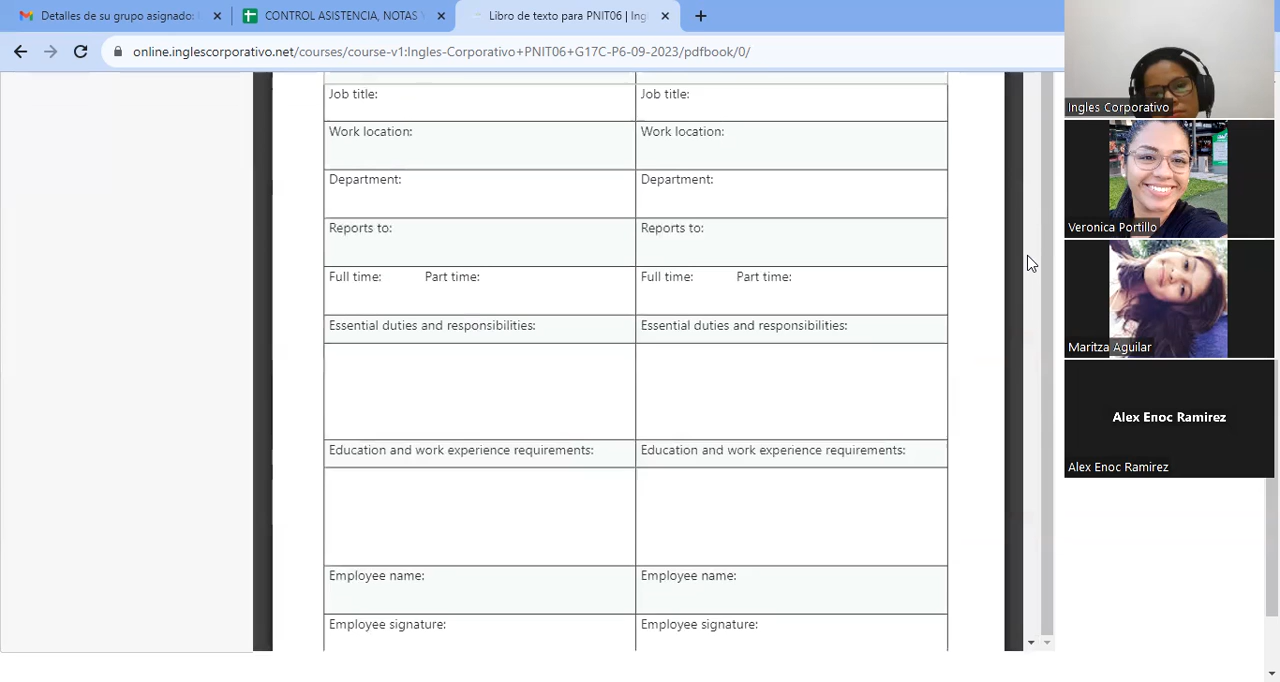 Detalles de su grupo asignado:
CONTROL ASISTENCIA, NOTAS Y
Libro de texto para PNIT06 | Ing
online.inglescorporativo.net/courses/course-v1:Ingles-Corporativo+PNIT06+G17C-P6-09-2023/pdfbook/0/
Job title: Job title:
Work location: Work location:
Department: Department:
Reports to: Reports to:
Full time: Part time: Full time: Part time:
Essential duties and responsibilities: Essential duties and responsibilities:
Education and work experience requirements: Education and work experience requirements:
Employee name: Employee name:
Employee signature: Employee signature:
Ingles Corporativo
Veronica Portillo
Maritza Aguilar
Alex Enoc Ramirez
Alex Enoc Ramirez